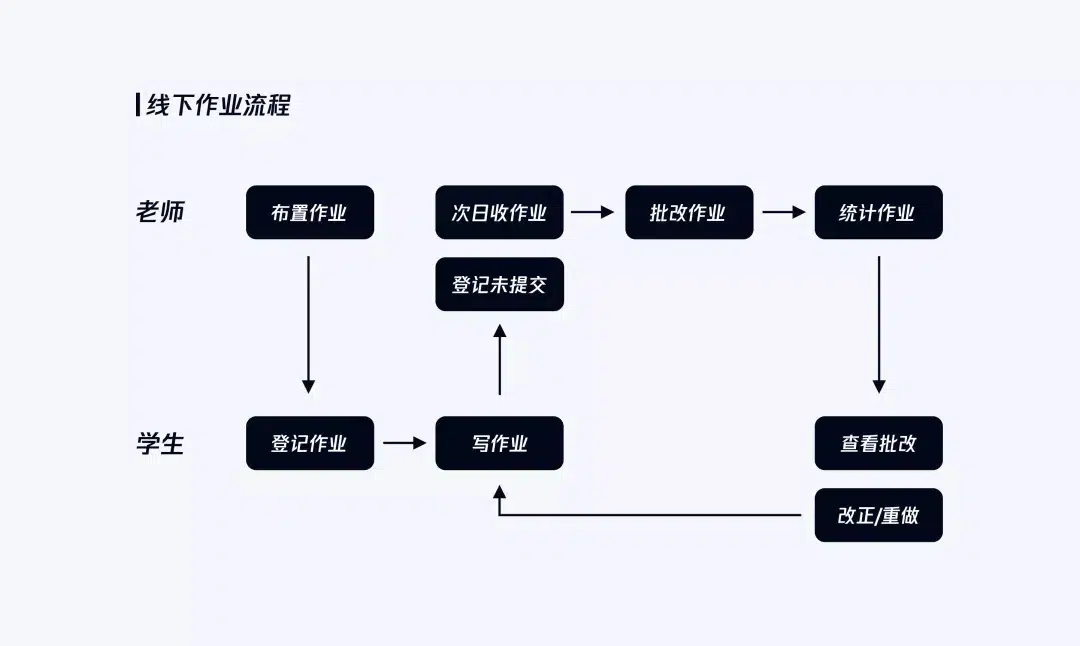 线下作业流程
老师
布置作业
次日收作业
批改作业
统计作业
登记未提交
学生
登记作业
写作业
查看批改
改正/重做